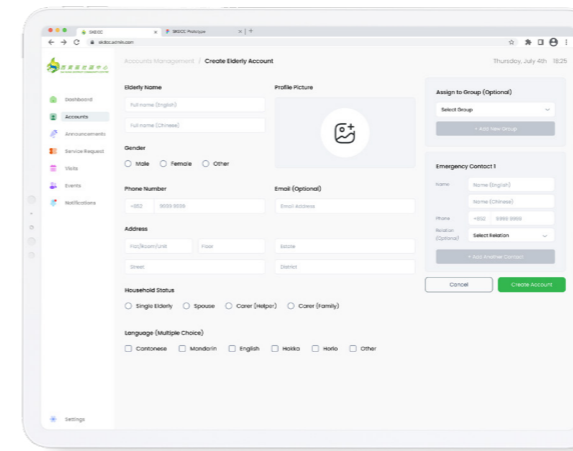 SKDCC
SKDCC Prototype
Accounts Management / Create Elderly Account
Thursday, July 4th 18:25
Dashboard
Accounts
Announcements
Service Request
Visits
Events
Notifications
Settings
Elderly Name
Full name (English)
Full name (Chinese)
Profile Picture
Gender
Male
Female
Other
Phone Number
+852
9999 9999
Email (Optional)
Email address
Address
Flat/Room/Unit
Floor
Estate
Street
District
Household Status
Single Elderly
Spouse
Carer (Helper)
Carer (Family)
Language (Multiple Choice)
Cantonese
Mandarin
English
Hakka
Other
Assign to Group (Optional)
Select Group
+ Add New Group
Emergency Contact 1
Name
Name (English)
Name (Chinese)
Phone
+852
9999 9999
Relation (Optional)
Select Relation
+ Add Another Contact
Cancel
Create Account